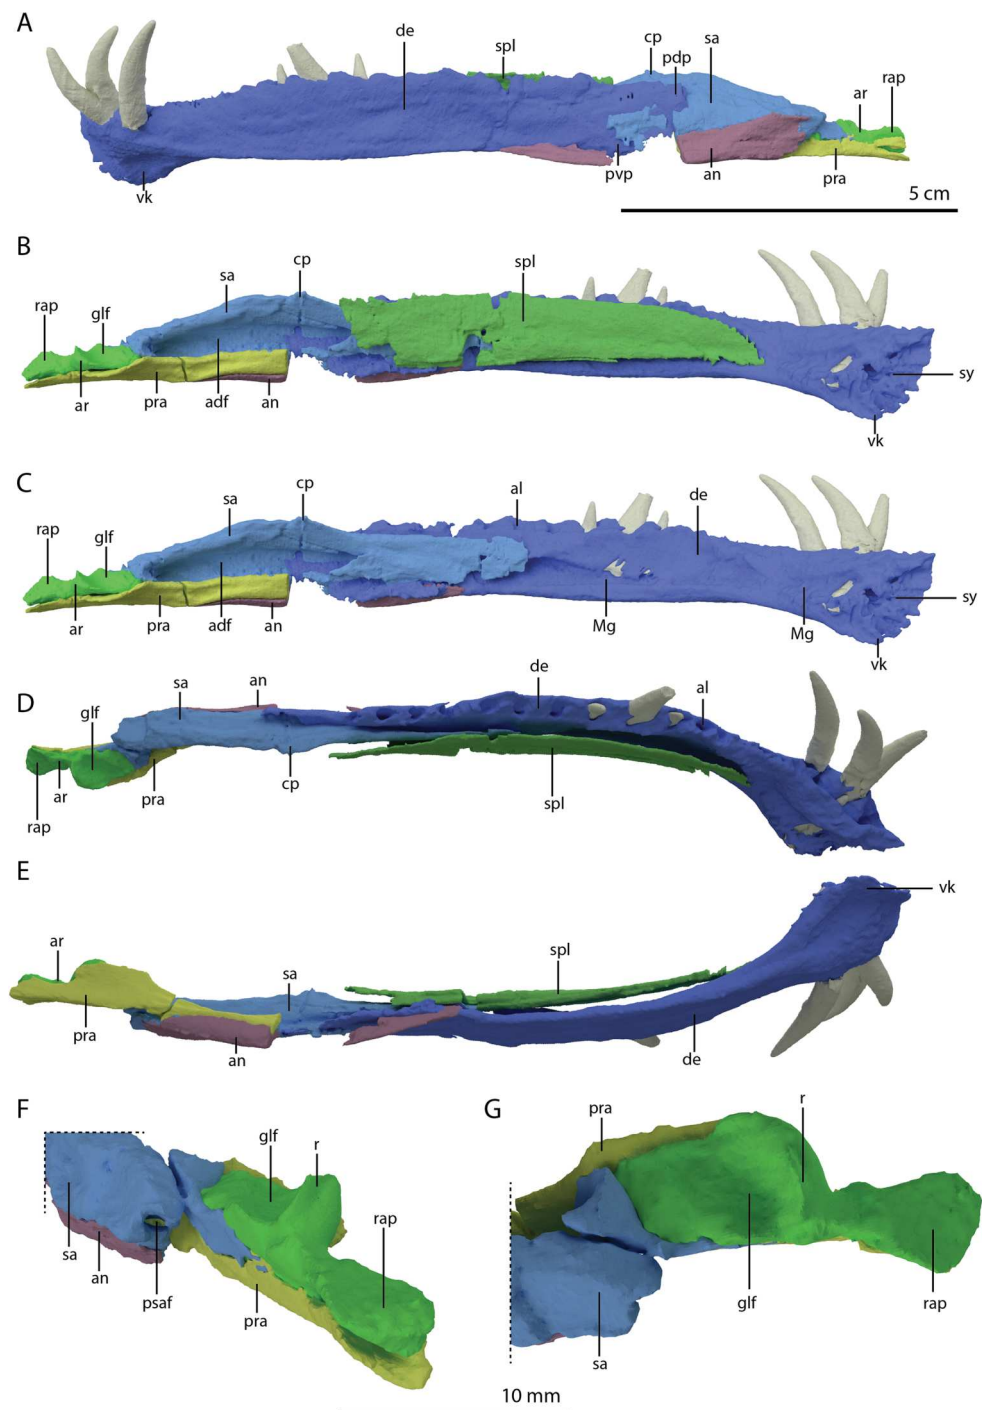 A
de
spl
cp
sa
pdp
ar
rap
vk
pvp
an
pra
5 cm
B
rap
glf
sa
cp
spl
ar
pra
adf
an
sy
vk
C
rap
glf
sa
cp
al
de
ar
pra
adf
an
Mg
Mg
sy
vk
D
glf
sa
an
de
al
rap
ar
pra
cp
spl
E
ar
sa
spl
vk
pra
an
de
F
glf
r
rap
sa
an
psaf
pra
G
pra
r
glf
rap
sa
10 mm